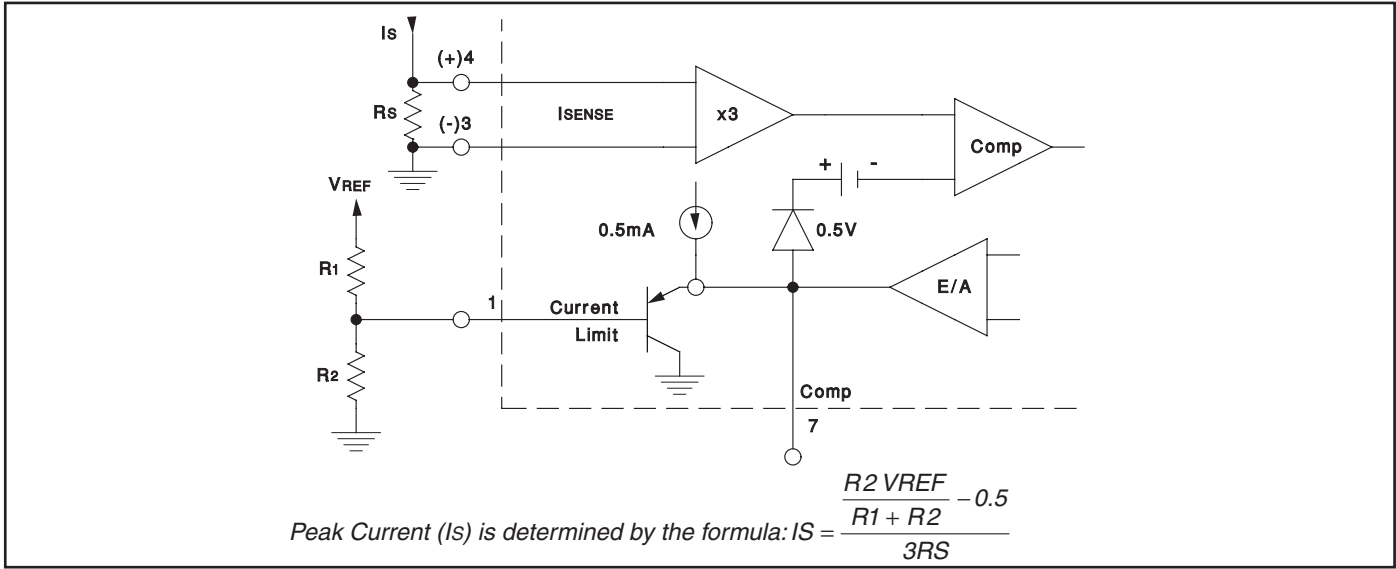 Is
(+)4
Rs
(-)3
ISENSE
x3
Comp
+ -
VREF
0.5mA
0.5V
R1
E/A
1
Current
Limit
R2
Comp
7
Peak Current (IS) is determined by the formula: IS = (R2 VREF / (R1 + R2) – 0.5) / 3RS